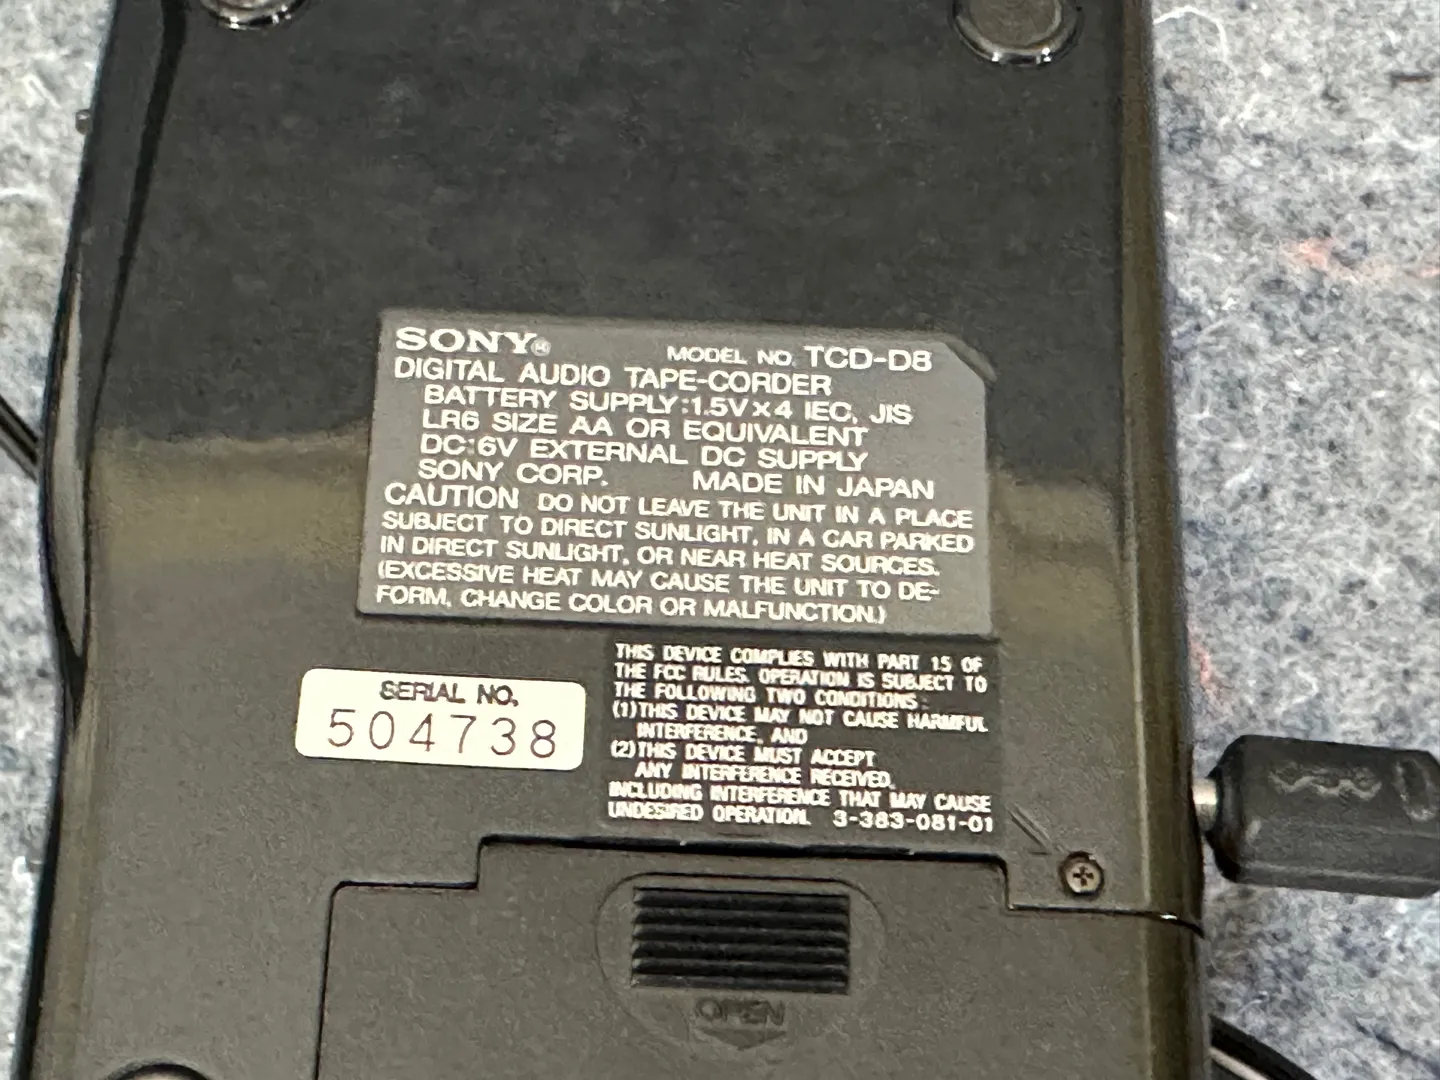 SONY®
MODEL NO. TCD-D8
DIGITAL AUDIO TAPE-CORDER
BATTERY SUPPLY:1.5V×4 IEC, JIS
LR6 SIZE AA OR EQUIVALENT
DC:6V EXTERNAL DC SUPPLY
SONY CORP. MADE IN JAPAN
CAUTION DO NOT LEAVE THE UNIT IN A PLACE
SUBJECT TO DIRECT SUNLIGHT, IN A CAR PARKED
IN DIRECT SUNLIGHT, OR NEAR HEAT SOURCES.
(EXCESSIVE HEAT MAY CAUSE THE UNIT TO DE-
FORM, CHANGE COLOR OR MALFUNCTION.)
THIS DEVICE COMPLIES WITH PART 15 OF
THE FCC RULES. OPERATION IS SUBJECT TO
THE FOLLOWING TWO CONDITIONS:
(1)THIS DEVICE MAY NOT CAUSE HARMFUL
INTERFERENCE, AND
(2)THIS DEVICE MUST ACCEPT
ANY INTERFERENCE RECEIVED,
INCLUDING INTERFERENCE THAT MAY CAUSE
UNDESIRED OPERATION. 3-383-081-01
SERIAL NO.
504738
OPEN